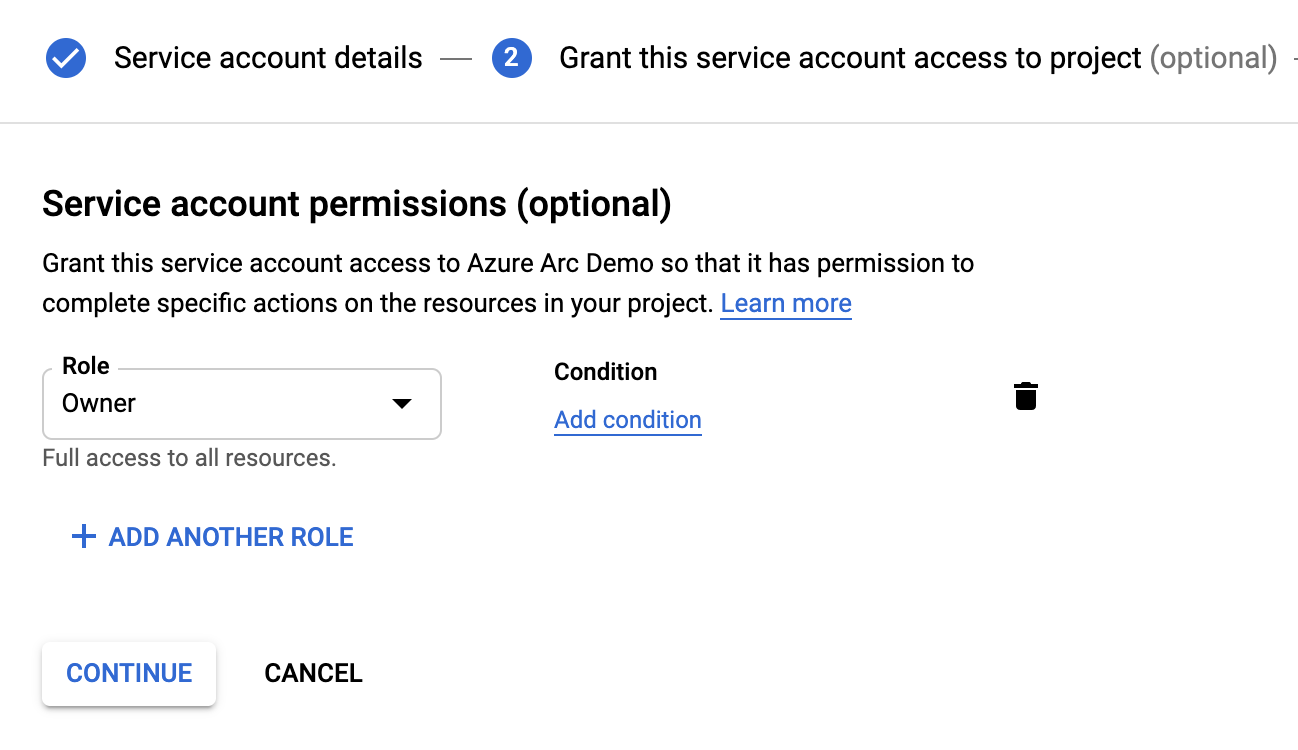 Service account details — 2 Grant this service account access to project (optional)
Service account permissions (optional)
Grant this service account access to Azure Arc Demo so that it has permission to
complete specific actions on the resources in your project. Learn more
Role
Owner
Full access to all resources.
Condition
Add condition
+ ADD ANOTHER ROLE
CONTINUE CANCEL